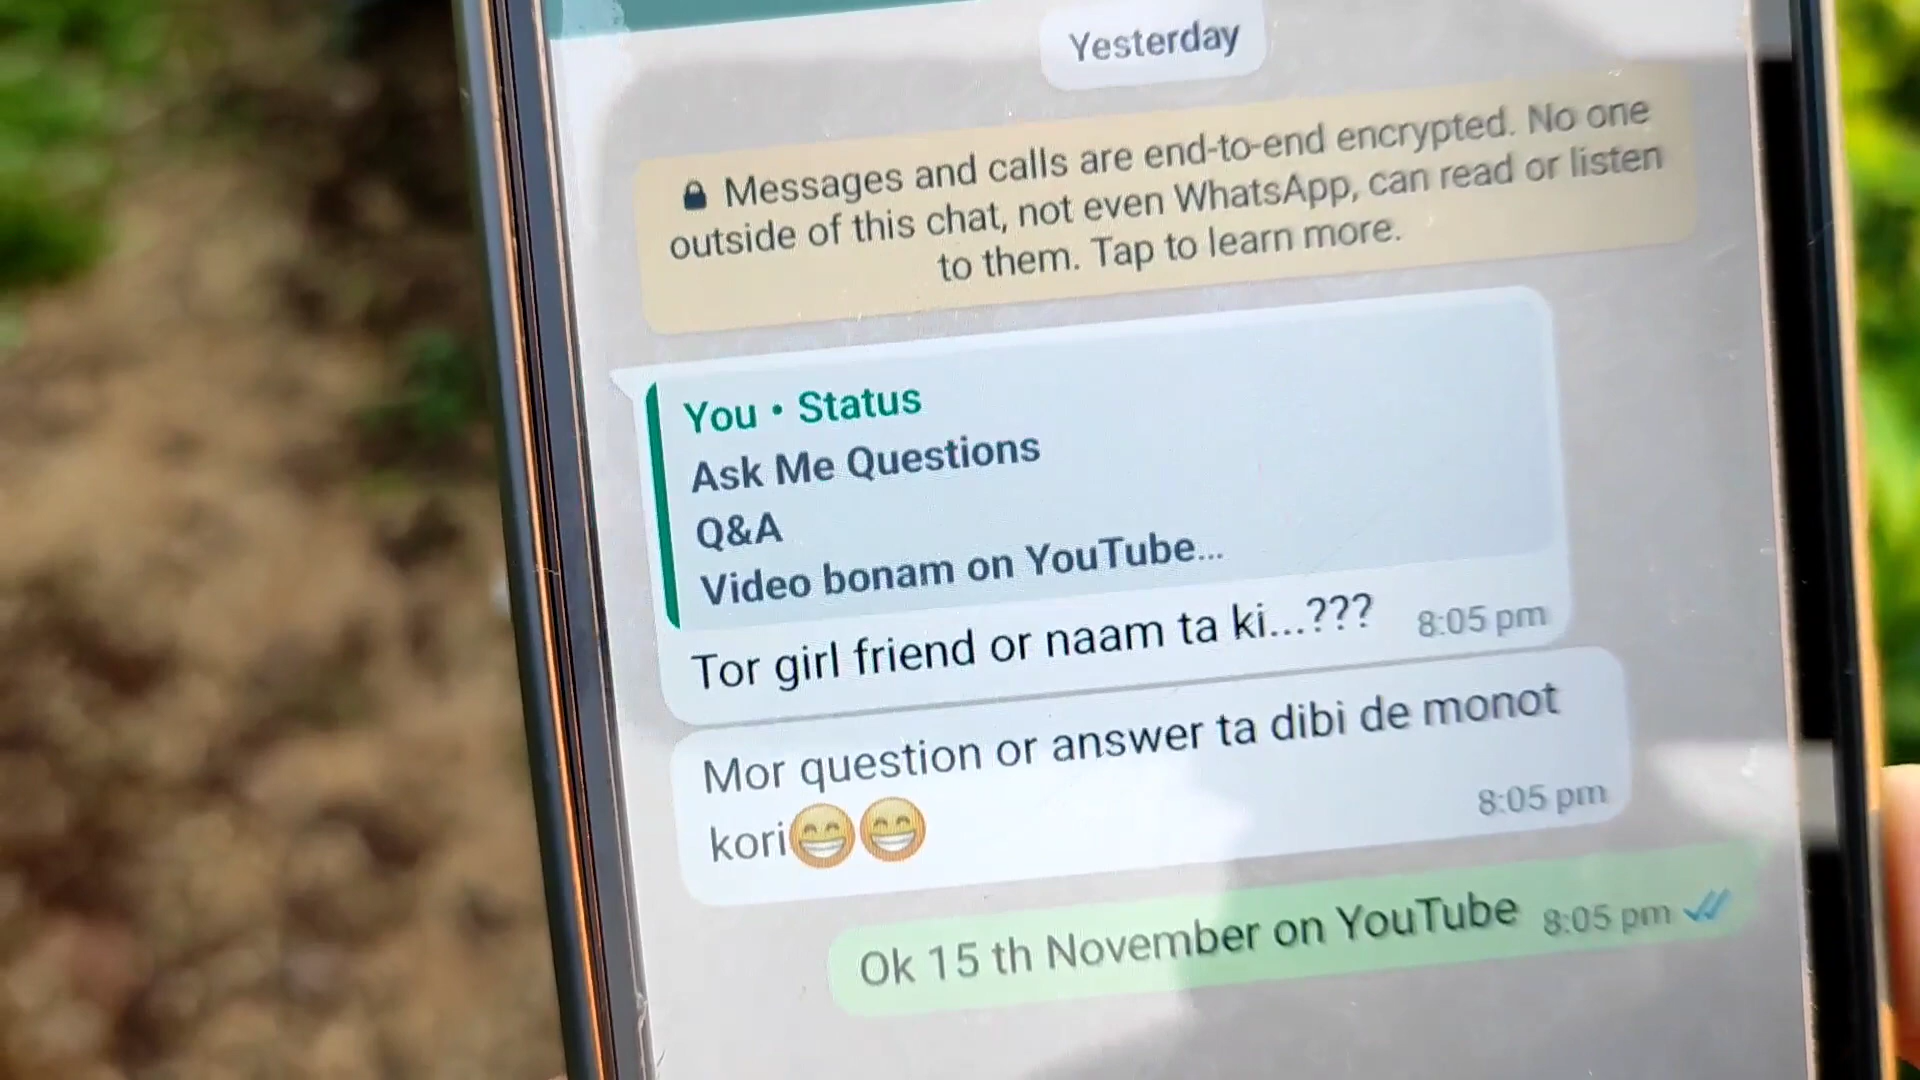 Yesterday
🔒 Messages and calls are end-to-end encrypted. No one
outside of this chat, not even WhatsApp, can read or listen
to them. Tap to learn more.
You • Status
Ask Me Questions
Q&A
Video bonam on YouTube...
Tor girl friend or naam ta ki...??? 8:05 pm
Mor question or answer ta dibi de monot
kori😁😁 8:05 pm
Ok 15 th November on YouTube 8:05 pm